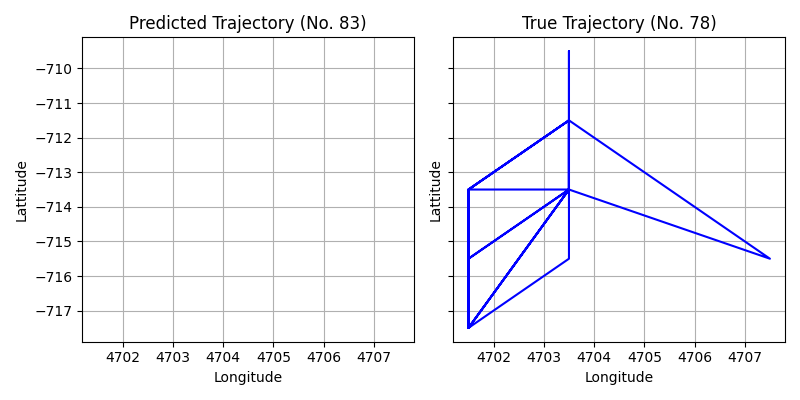 Predicted Trajectory (No. 83)
Lattitude
−710
−711
−712
−713
−714
−715
−716
−717
4702 4703 4704 4705 4706 4707
Longitude
True Trajectory (No. 78)
Lattitude
4702 4703 4704 4705 4706 4707
Longitude